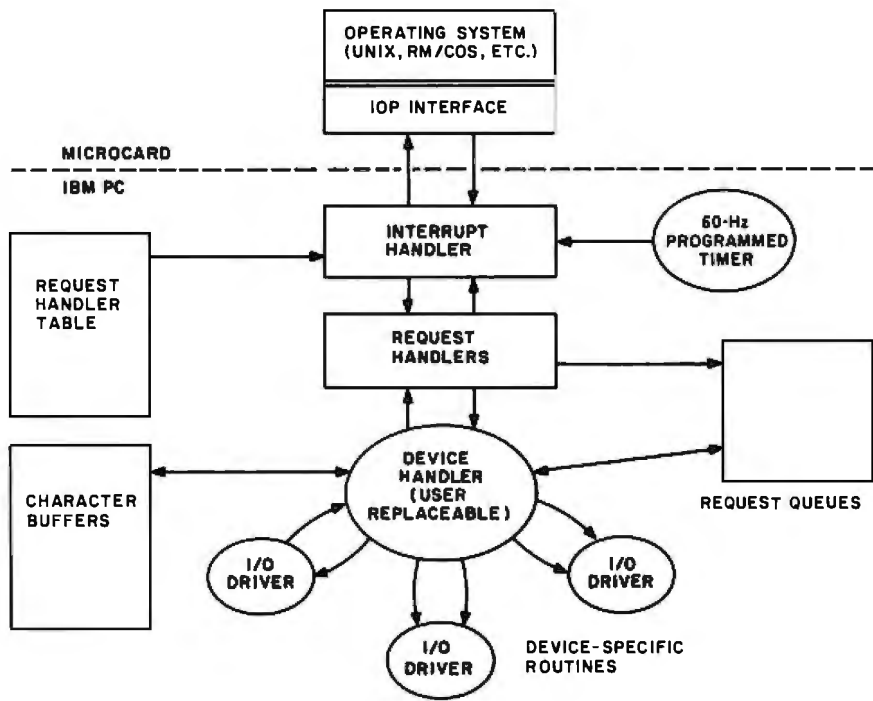 OPERATING SYSTEM
(UNIX, RM/COS, ETC.)
IOP INTERFACE
MICROCARD
IBM PC
INTERRUPT
HANDLER
60-Hz
PROGRAMMED
TIMER
REQUEST
HANDLER
TABLE
REQUEST
HANDLERS
DEVICE
HANDLER
(USER
REPLACEABLE)
CHARACTER
BUFFERS
REQUEST QUEUES
I/O
DRIVER
I/O
DRIVER
I/O
DRIVER
DEVICE-SPECIFIC
ROUTINES